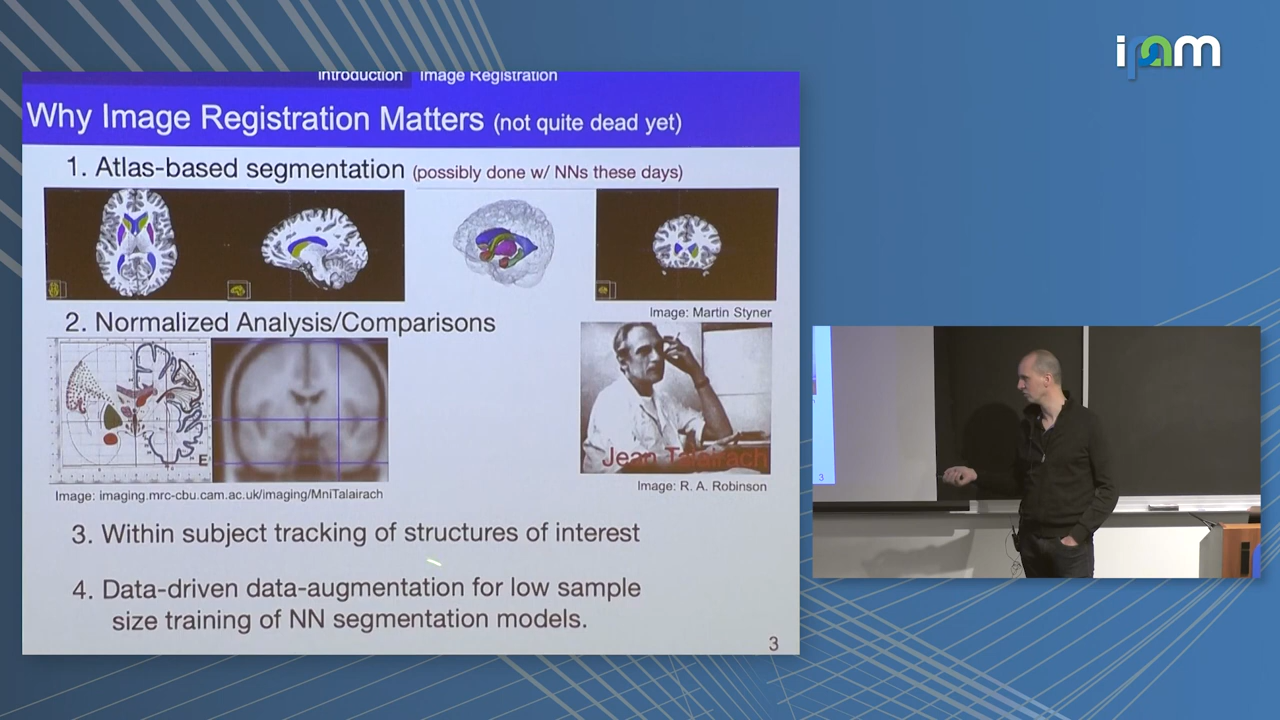 ipam
Introduction Image Registration
Why Image Registration Matters (not quite dead yet)
1. Atlas-based segmentation (possibly done w/ NNs these days)
Image: Martin Styner
2. Normalized Analysis/Comparisons
E
Jean Talairach
Image: imaging.mrc-cbu.cam.ac.uk/imaging/MniTalairach
Image: R. A. Robinson
3. Within subject tracking of structures of interest
4. Data-driven data-augmentation for low sample
size training of NN segmentation models.
3
3